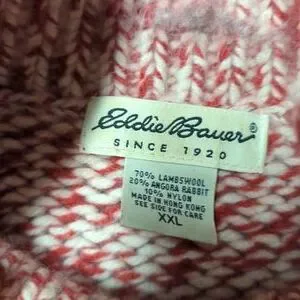 Eddie Bauer®
SINCE 1920
70% LAMBSWOOL
20% ANGORA RABBIT
10% NYLON
MADE IN HONG KONG
SEE SIDE FOR CARE
XXL